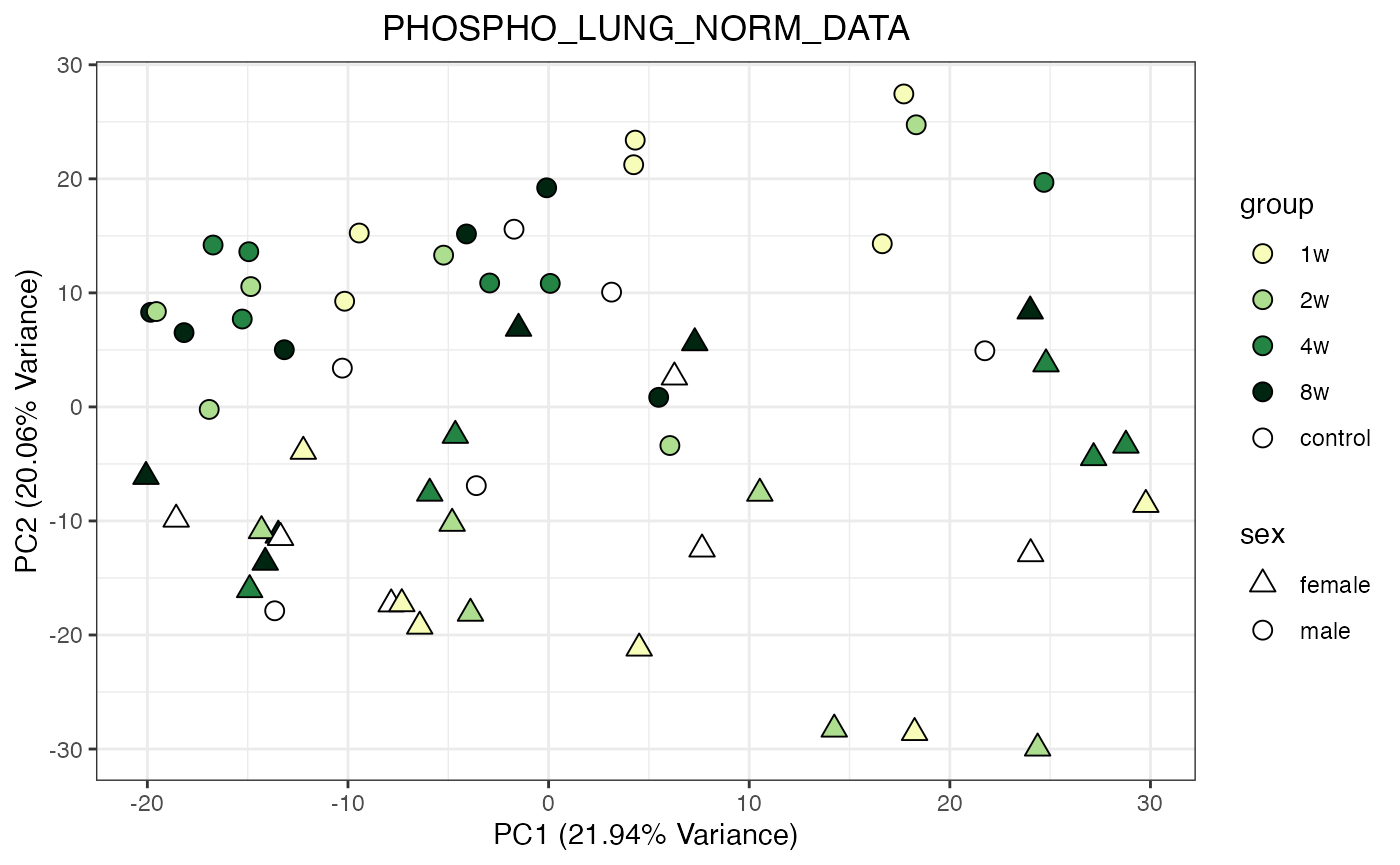 PHOSPHO_LUNG_NORM_DATA
30
20
10
0
-10
-20
-30
PC2 (20.06% Variance)
-20
-10
0
10
20
30
PC1 (21.94% Variance)
group
1w
2w
4w
8w
control
sex
female
male